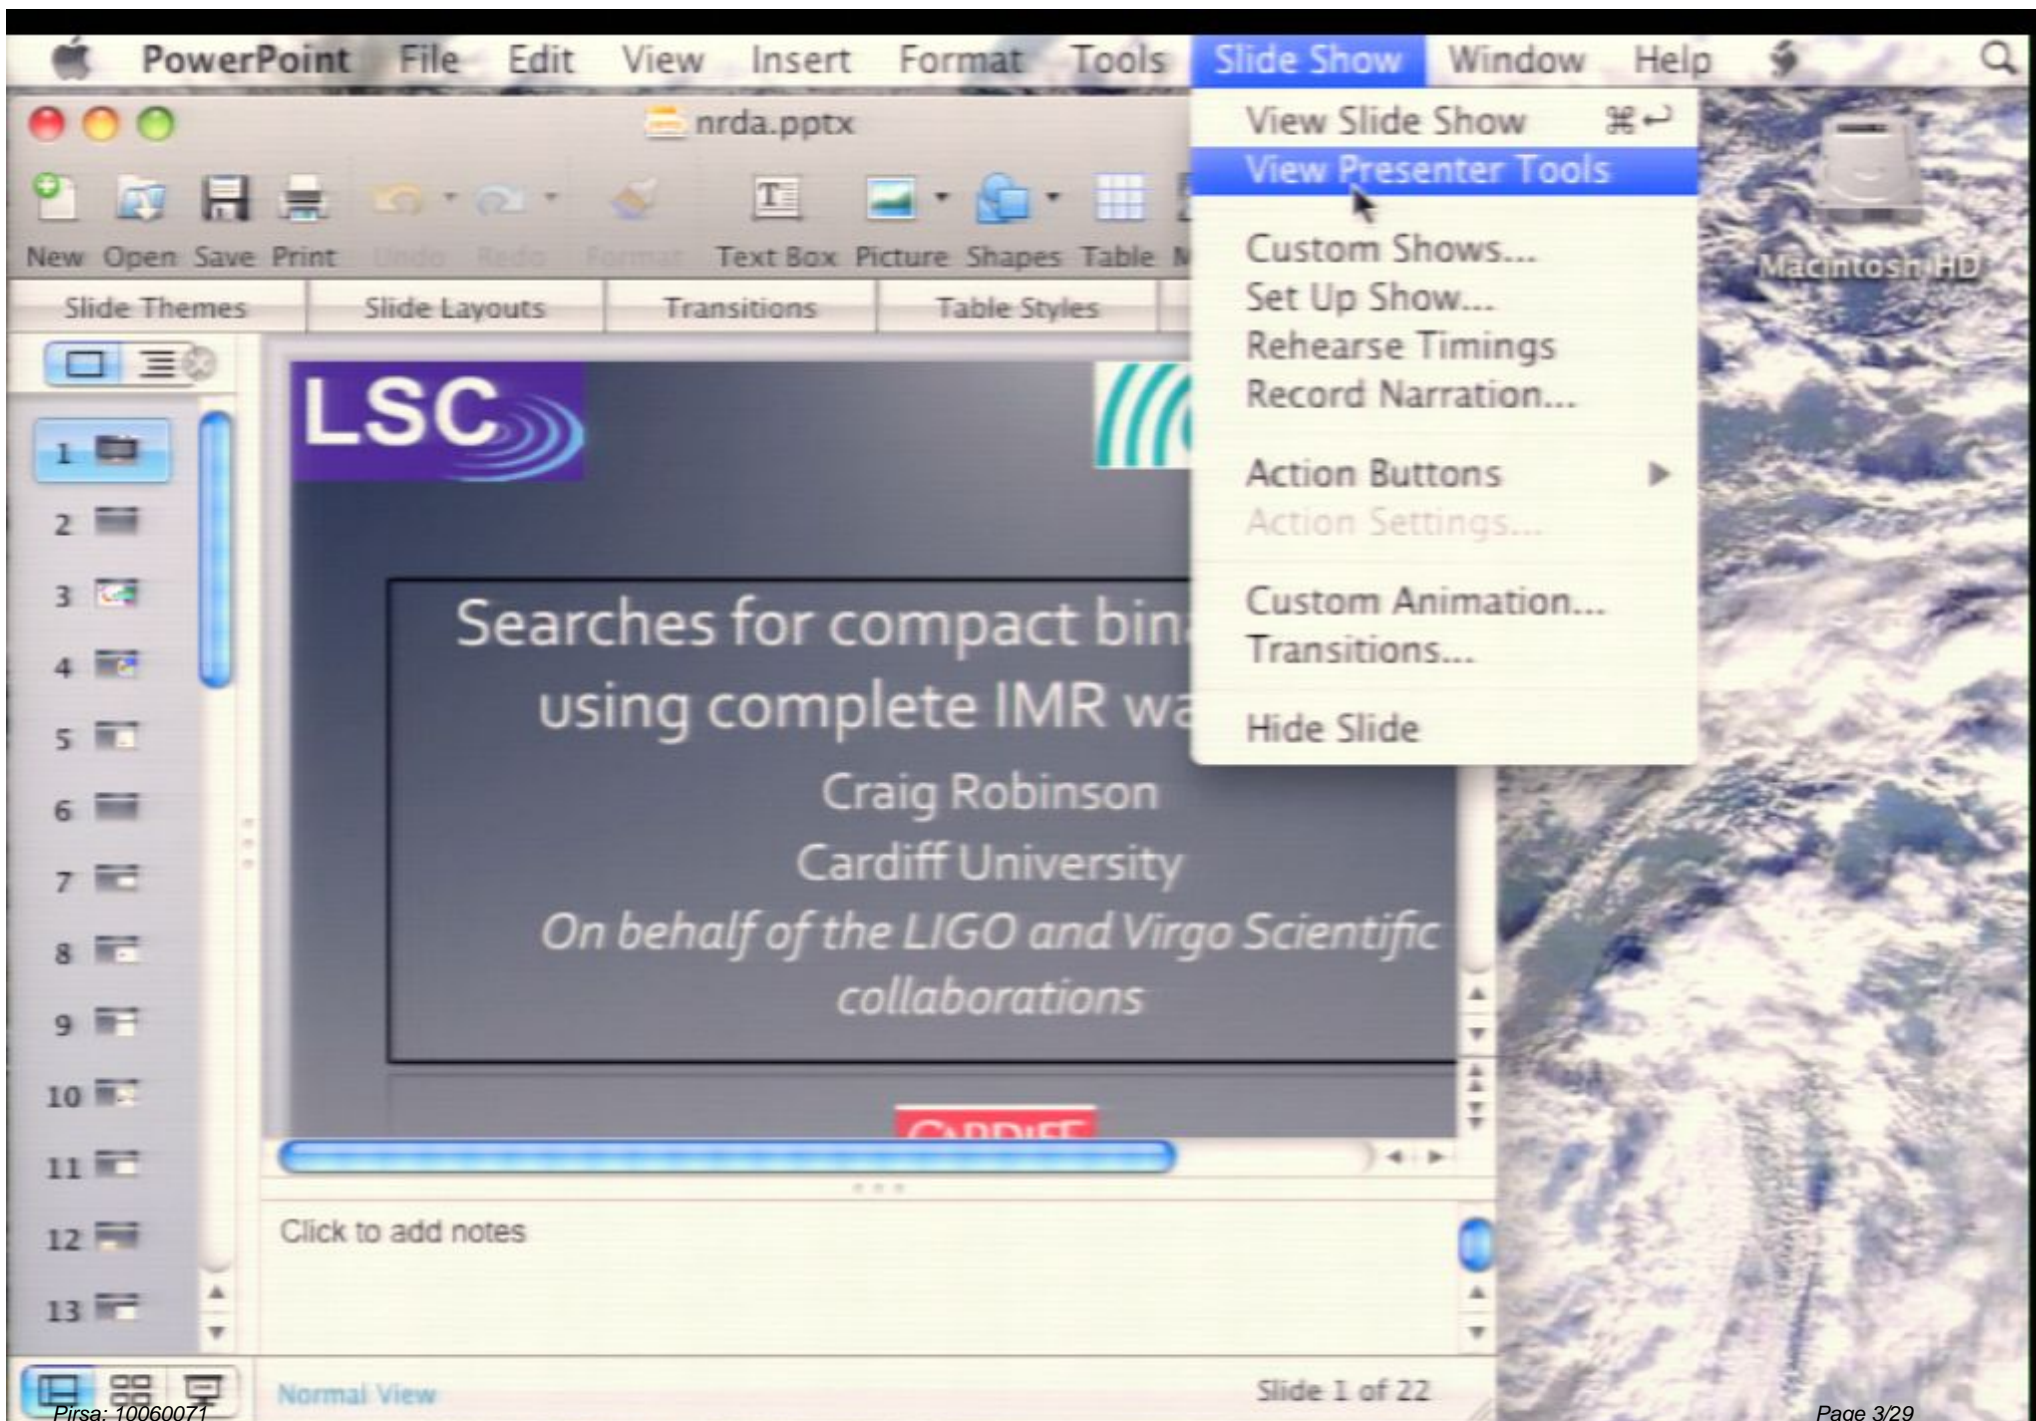 PowerPoint File Edit View Insert Format Tools Slide Show Window Help
nrda.pptx
New Open Save Print Undo Redo Format Text Box Picture Shapes Table M
Slide Themes Slide Layouts Transitions Table Styles
View Slide Show ⌘↩
View Presenter Tools
Custom Shows...
Set Up Show...
Rehearse Timings
Record Narration...
Action Buttons
Action Settings...
Custom Animation...
Transitions...
Hide Slide
Macintosh HD
1
2
3
4
5
6
7
8
9
10
11
12
13
LSC
Searches for compact bin
using complete IMR wa
Craig Robinson
Cardiff University
On behalf of the LIGO and Virgo Scientific
collaborations
CARDIFF
Click to add notes
Normal View
Slide 1 of 22
Pirsa: 10060071
Page 3/29